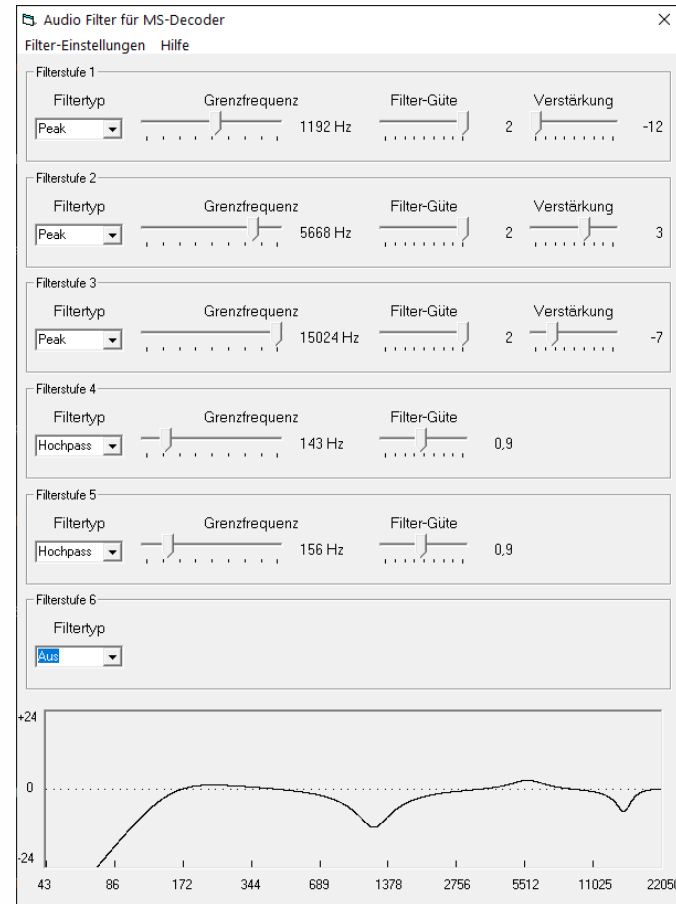 Audio Filter für MS-Decoder
Filter-Einstellungen Hilfe
Filterstufe 1
Filtertyp Grenzfrequenz Filter-Güte Verstärkung
Peak 1192 Hz 2 -12
Filterstufe 2
Filtertyp Grenzfrequenz Filter-Güte Verstärkung
Peak 5668 Hz 2 3
Filterstufe 3
Filtertyp Grenzfrequenz Filter-Güte Verstärkung
Peak 15024 Hz 2 -7
Filterstufe 4
Filtertyp Grenzfrequenz Filter-Güte
Hochpass 143 Hz 0,9
Filterstufe 5
Filtertyp Grenzfrequenz Filter-Güte
Hochpass 156 Hz 0,9
Filterstufe 6
Filtertyp
Aus
+24
0
-24
43 86 172 344 689 1378 2756 5512 11025 22050